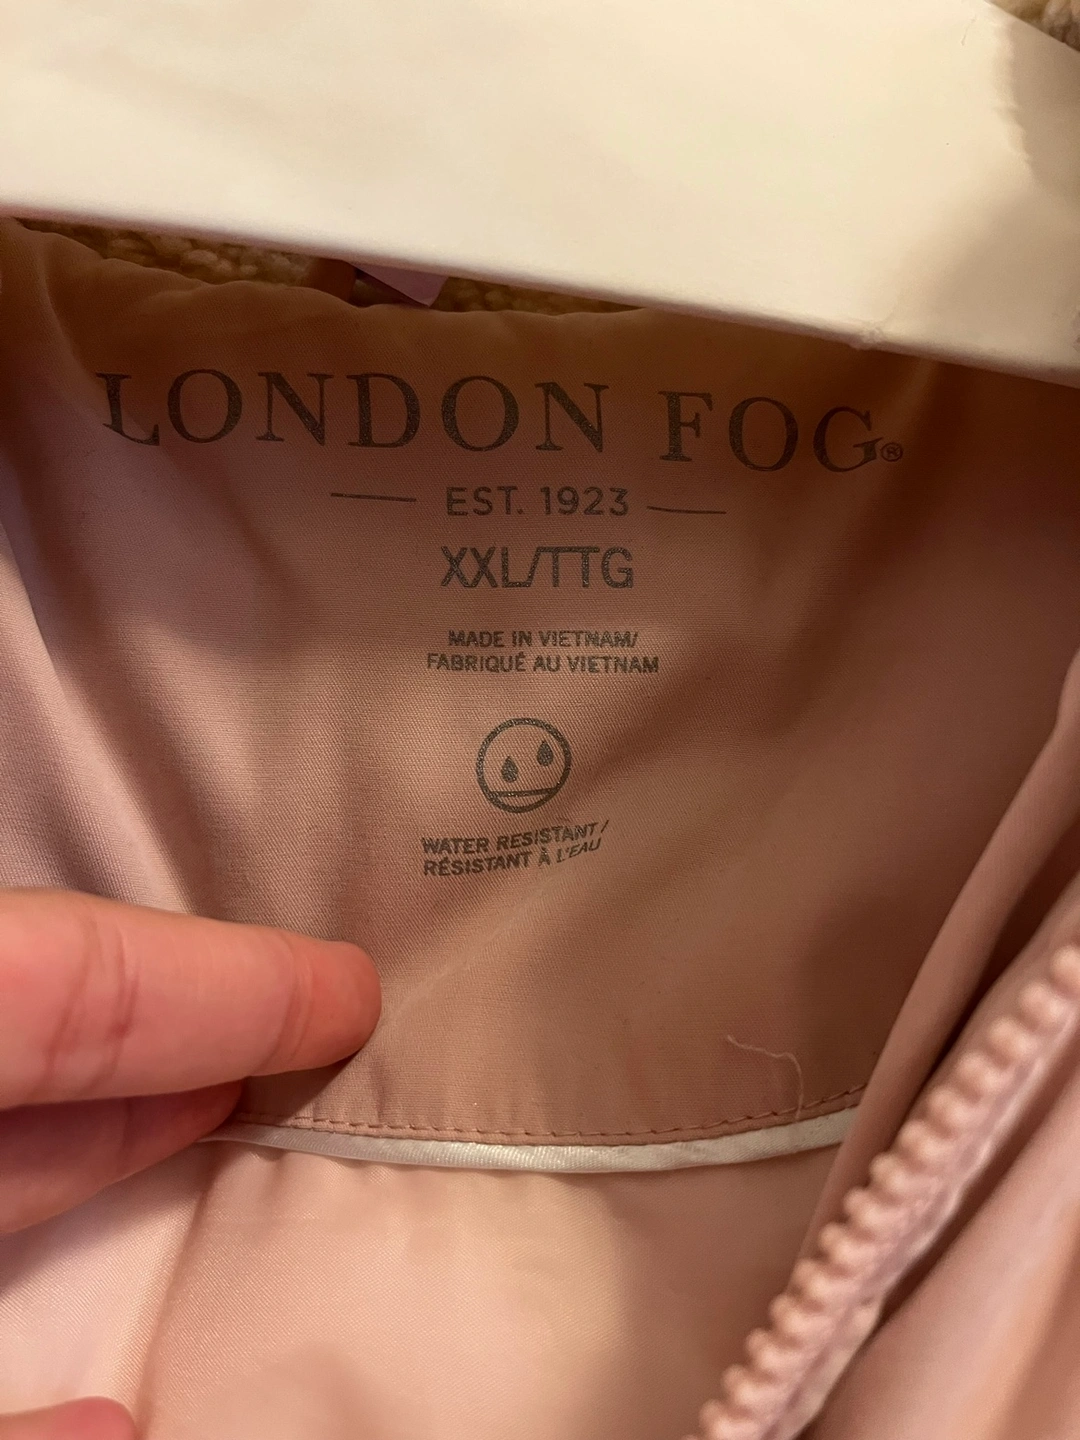 LONDON FOG®
EST. 1923
XXL/TTG
MADE IN VIETNAM/
FABRIQUÉ AU VIETNAM
WATER RESISTANT/
RÉSISTANT À L'EAU